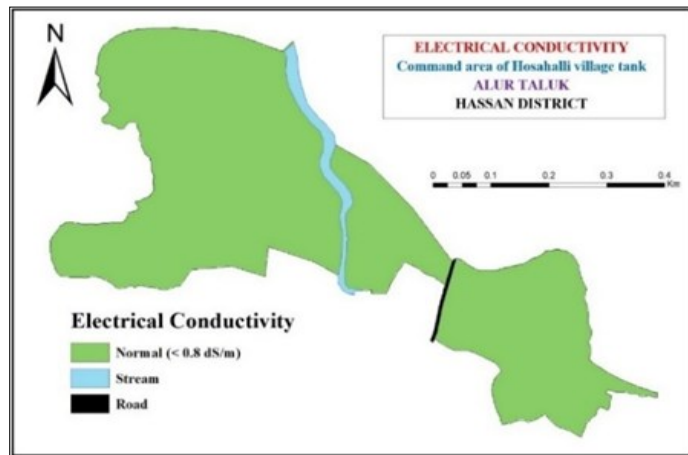 N
ELECTRICAL CONDUCTIVITY
Command area of Hosahalli village tank
ALUR TALUK
HASSAN DISTRICT
0 0.05 0.1 0.2 0.3 0.4
Km
Electrical Conductivity
Normal (< 0.8 dS/m)
Stream
Road